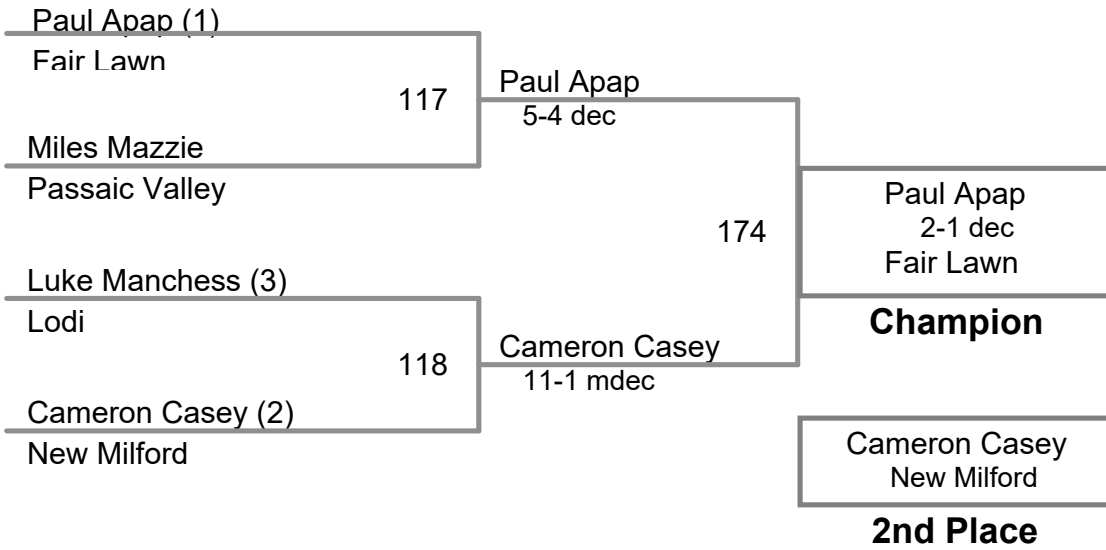 Paul Apap (1)
Fair Lawn
117
Paul Apap
5-4 dec
Miles Mazzie
Passaic Valley
174
Paul Apap
2-1 dec
Fair Lawn
Champion
Luke Manchess (3)
Lodi
118
Cameron Casey
11-1 mdec
Cameron Casey (2)
New Milford
Cameron Casey
New Milford
2nd Place